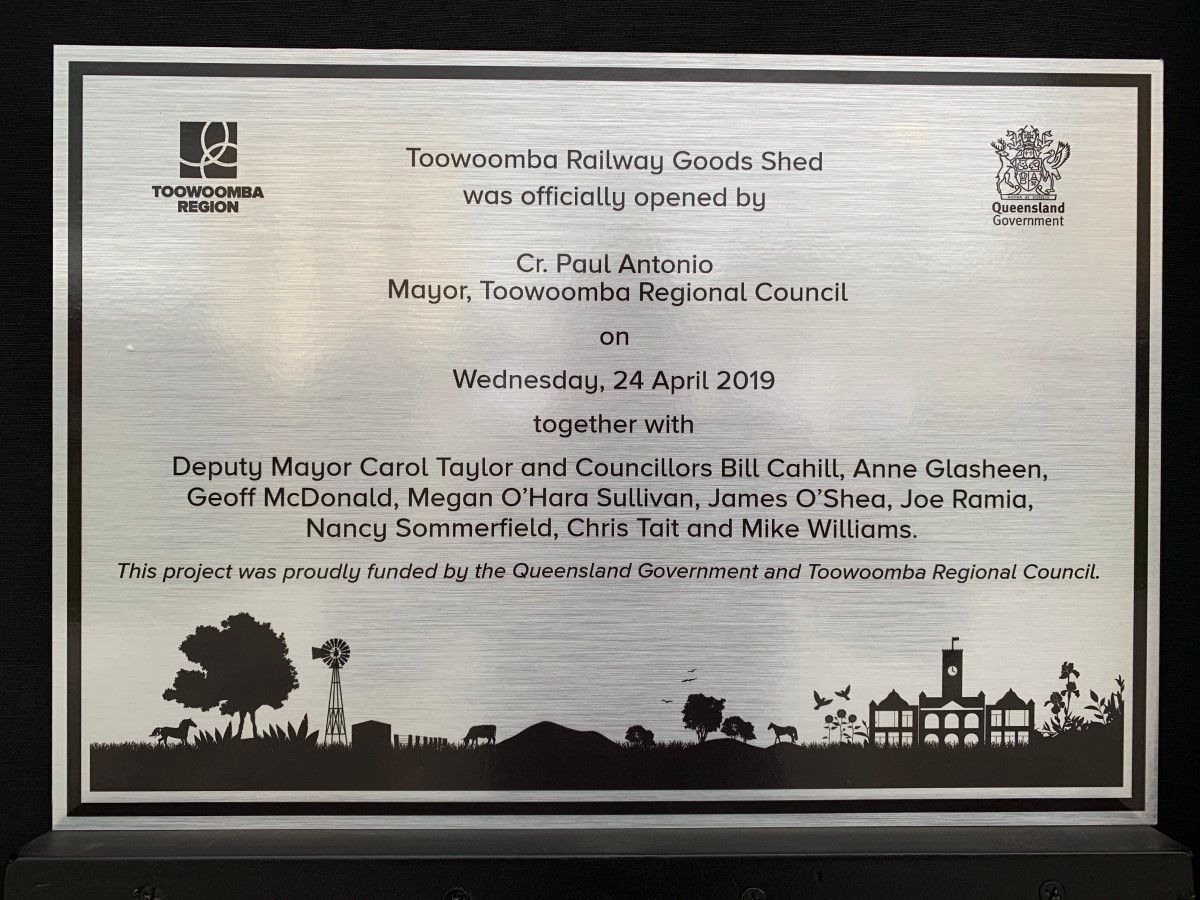 TOOWOOMBA
REGION
Toowoomba Railway Goods Shed
was officially opened by
Queensland
Government
Cr. Paul Antonio
Mayor, Toowoomba Regional Council
on
Wednesday, 24 April 2019
together with
Deputy Mayor Carol Taylor and Councillors Bill Cahill, Anne Glasheen,
Geoff McDonald, Megan O'Hara Sullivan, James O'Shea, Joe Ramia,
Nancy Sommerfield, Chris Tait and Mike Williams.
This project was proudly funded by the Queensland Government and Toowoomba Regional Council.